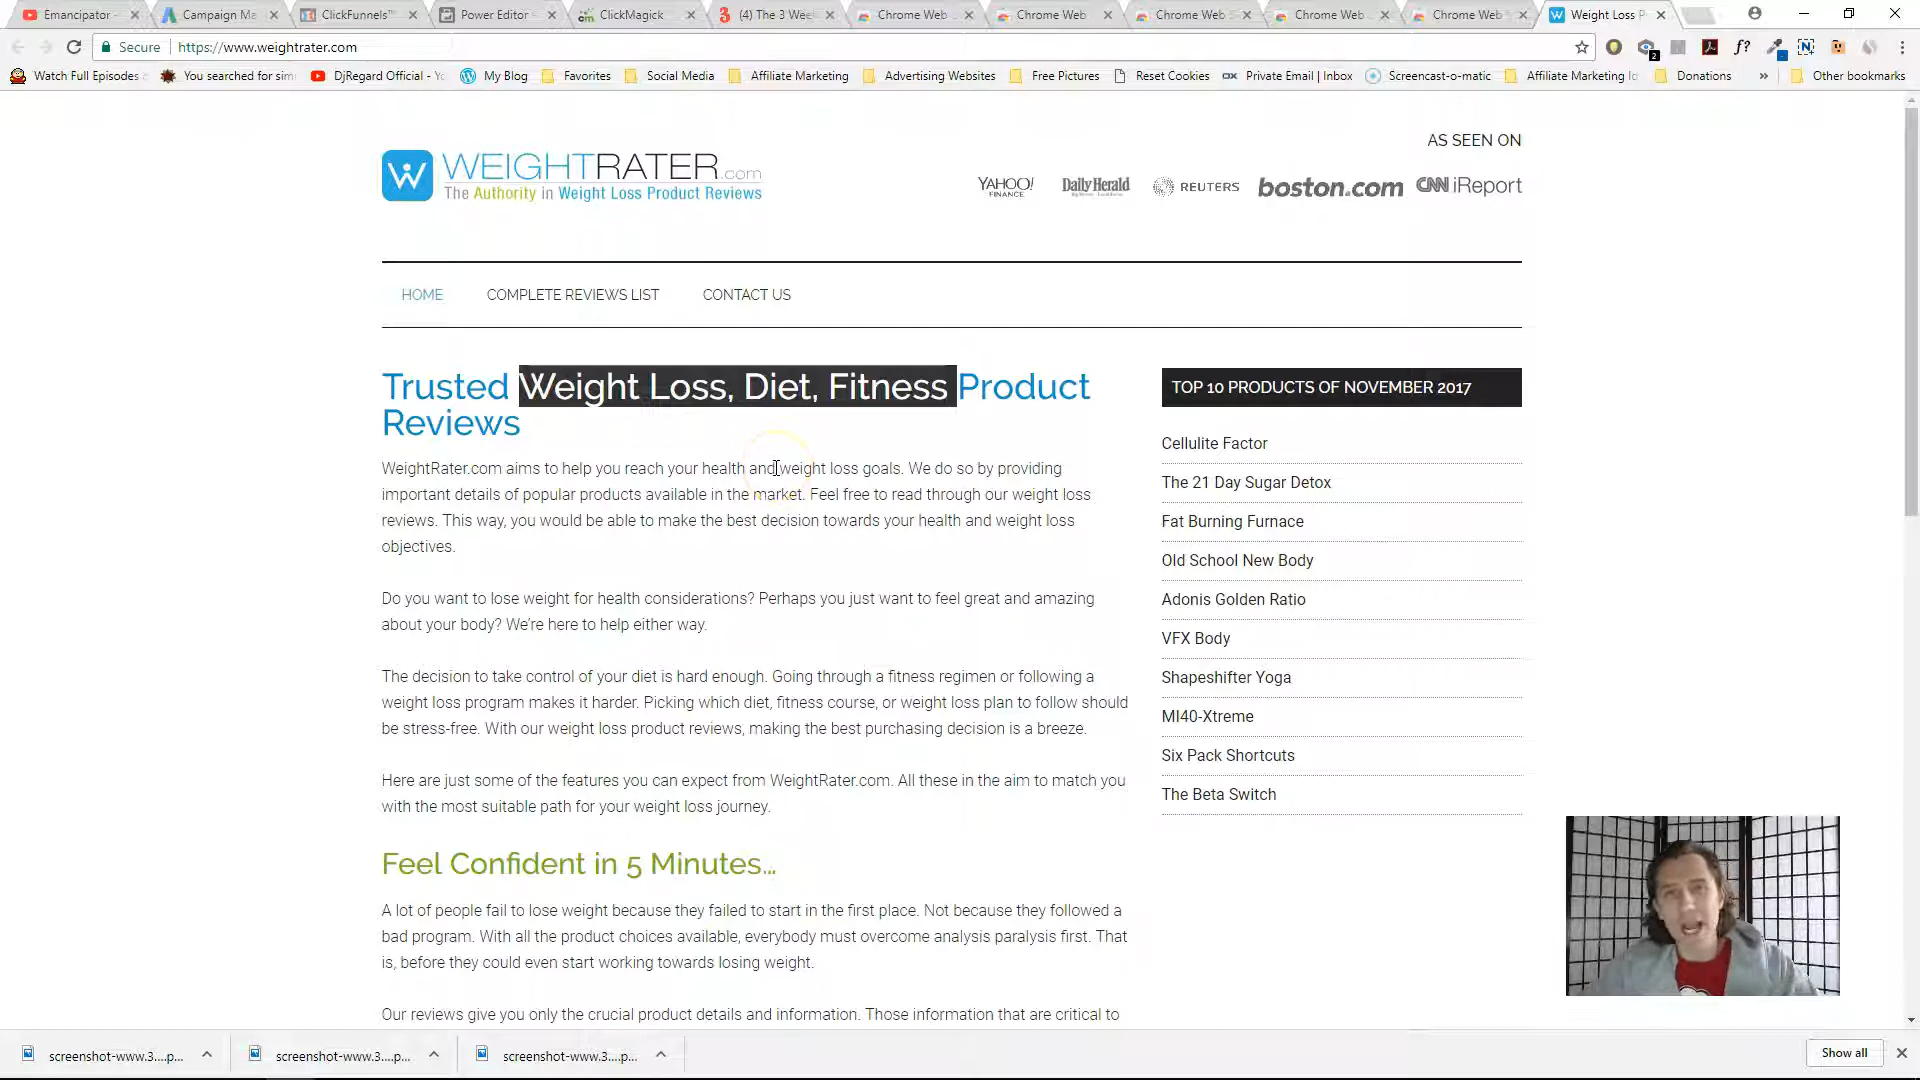 Emancipator -
Campaign Ma
ClickFunnels™
Power Editor -
ClickMagick
(4) The 3 Wee
Chrome Web
Chrome Web
Chrome Web
Chrome Web
Chrome Web
Weight Loss P
Secure
https://www.weightrater.com
Watch Full Episodes
You searched for sim
DjRegard Official - Yo
My Blog
Favorites
Social Media
Affiliate Marketing
Advertising Websites
Free Pictures
Reset Cookies
Private Email | Inbox
Screencast-o-matic
Affiliate Marketing Id
Donations
Other bookmarks
AS SEEN ON
WEIGHTRATER.com
The Authority in Weight Loss Product Reviews
YAHOO! FINANCE
Daily Herald
REUTERS
boston.com
CNN iReport
HOME
COMPLETE REVIEWS LIST
CONTACT US
Trusted Weight Loss, Diet, Fitness Product
Reviews
WeightRater.com aims to help you reach your health and weight loss goals. We do so by providing
important details of popular products available in the market. Feel free to read through our weight loss
reviews. This way, you would be able to make the best decision towards your health and weight loss
objectives.
Do you want to lose weight for health considerations? Perhaps you just want to feel great and amazing
about your body? We're here to help either way.
The decision to take control of your diet is hard enough. Going through a fitness regimen or following a
weight loss program makes it harder. Picking which diet, fitness course, or weight loss plan to follow should
be stress-free. With our weight loss product reviews, making the best purchasing decision is a breeze.
Here are just some of the features you can expect from WeightRater.com. All these in the aim to match you
with the most suitable path for your weight loss journey.
Feel Confident in 5 Minutes…
A lot of people fail to lose weight because they failed to start in the first place. Not because they followed a
bad program. With all the product choices available, everybody must overcome analysis paralysis first. That
is, before they could even start working towards losing weight.
Our reviews give you only the crucial product details and information. Those information that are critical to
TOP 10 PRODUCTS OF NOVEMBER 2017
Cellulite Factor
The 21 Day Sugar Detox
Fat Burning Furnace
Old School New Body
Adonis Golden Ratio
VFX Body
Shapeshifter Yoga
MI40-Xtreme
Six Pack Shortcuts
The Beta Switch
screenshot-www.3....p...
screenshot-www.3....p...
screenshot-www.3....p...
Show all